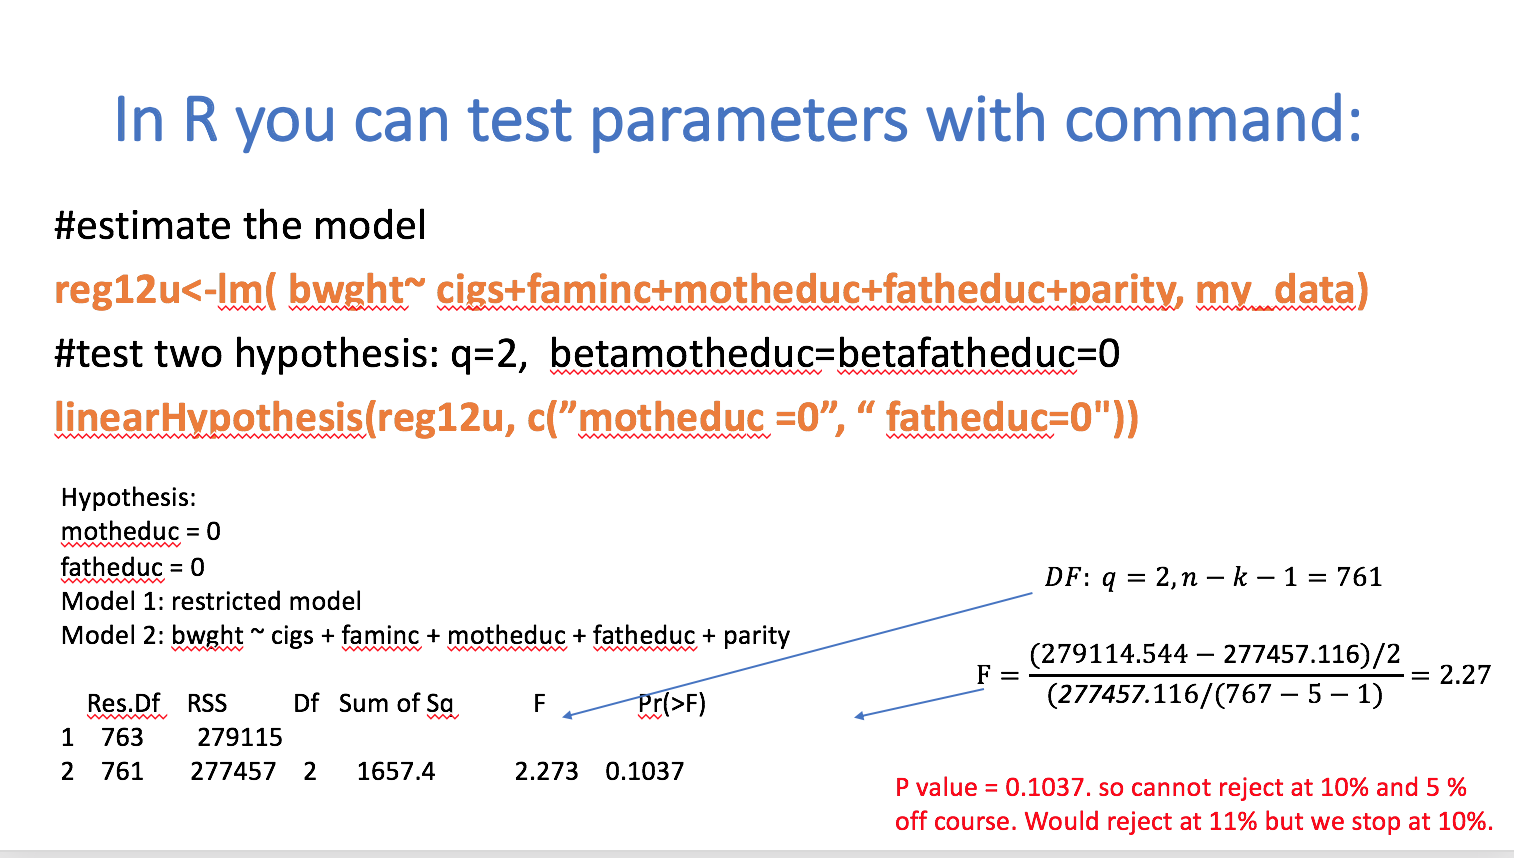 In R you can test parameters with command:
#estimate the model
reg12u<-lm( bwght~ cigs+faminc+motheduc+fatheduc+parity, my_data)
#test two hypothesis: q=2,  betamotheduc=betafatheduc=0
linearHypothesis(reg12u, c(”motheduc =0”, “ fatheduc=0"))
Hypothesis:
motheduc = 0
fatheduc = 0
Model 1: restricted model
Model 2: bwght ~ cigs + faminc + motheduc + fatheduc + parity
Res.Df RSS Df Sum of Sq F Pr(>F)
1 763 279115
2 761 277457 2 1657.4 2.273 0.1037
DF: q = 2, n − k − 1 = 761
F = (279114.544 − 277457.116)/2 / (277457.116/(767 − 5 − 1) = 2.27
P value = 0.1037. so cannot reject at 10% and 5 %
off course. Would reject at 11% but we stop at 10%.